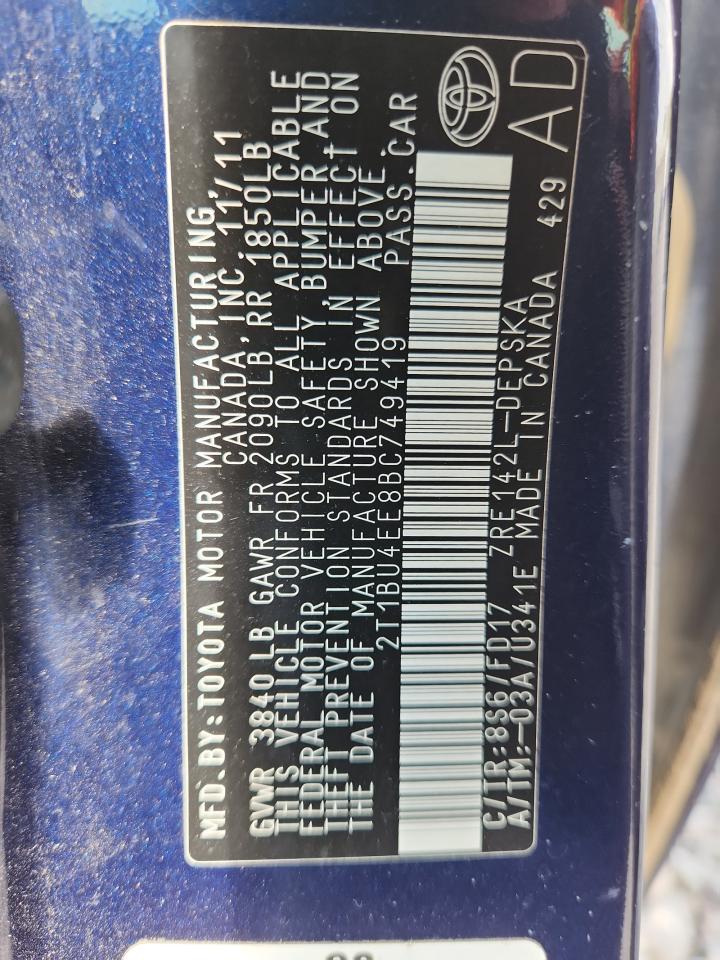 MFD.BY:TOYOTA MOTOR MANUFACTURING,
CANADA, INC. 11/11
GVWR 3840 LB GAWR FR 2090LB, RR 1850LB
THIS VEHICLE CONFORMS TO ALL APPLICABLE
FEDERAL MOTOR VEHICLE SAFETY, BUMPER, AND
THEFT PREVENTION STANDARDS IN EFFECT ON
THE DATE OF MANUFACTURE SHOWN ABOVE.
2T1BU4EE8BC749419 PASS.CAR
C/TR:8S6/FD17 ZRE142L-DEPSKA
A/TM:-03A/U341E MADE IN CANADA 429
AD